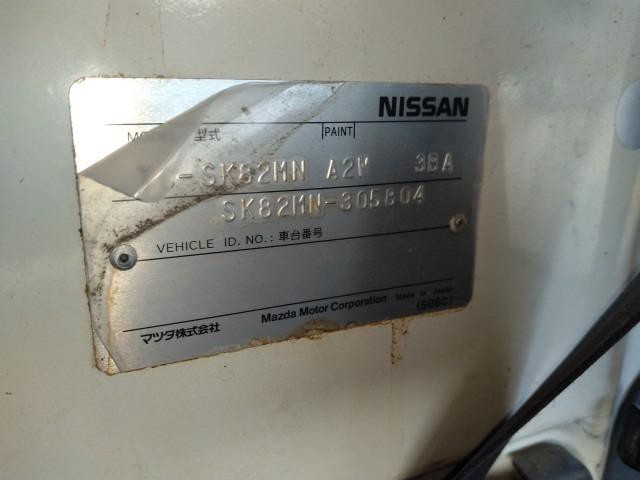 NISSAN
型式 PAINT
-SK82MN A2W 3BA
SK82MN-305804
VEHICLE ID. NO.: 車台番号
マツダ株式会社 Mazda Motor Corporation Made in Japan
(S06C)